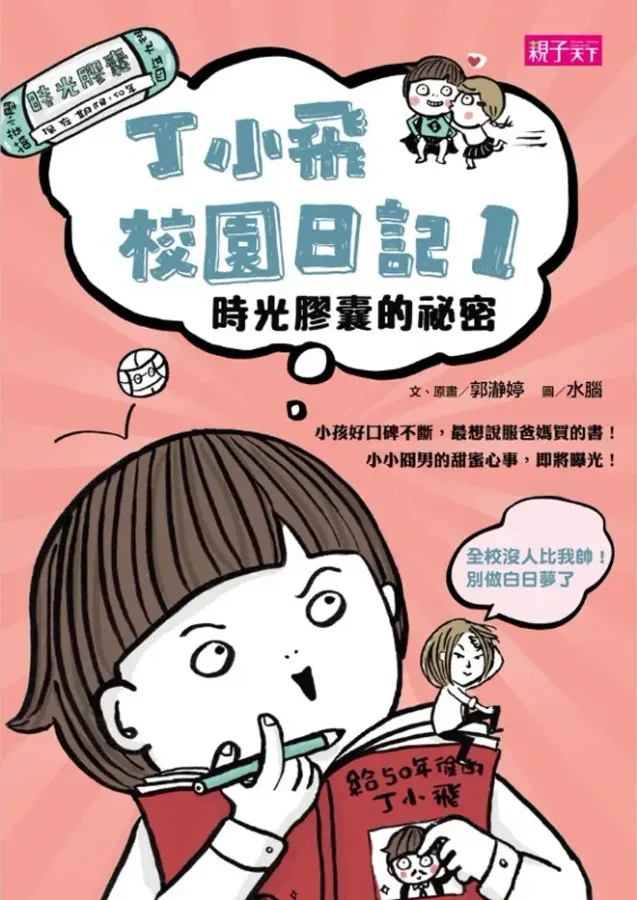 親子天下
時光膠囊
保存期限:50年
丁小飛
校園日記1
時光膠囊的祕密
文、原畫／郭瀞婷 圖／水腦
小孩好口碑不斷，最想說服爸媽買的書！
小小冏男的甜蜜心事，即將曝光！
全校沒人比我帥！
別做白日夢了
給50年後的
丁小飛